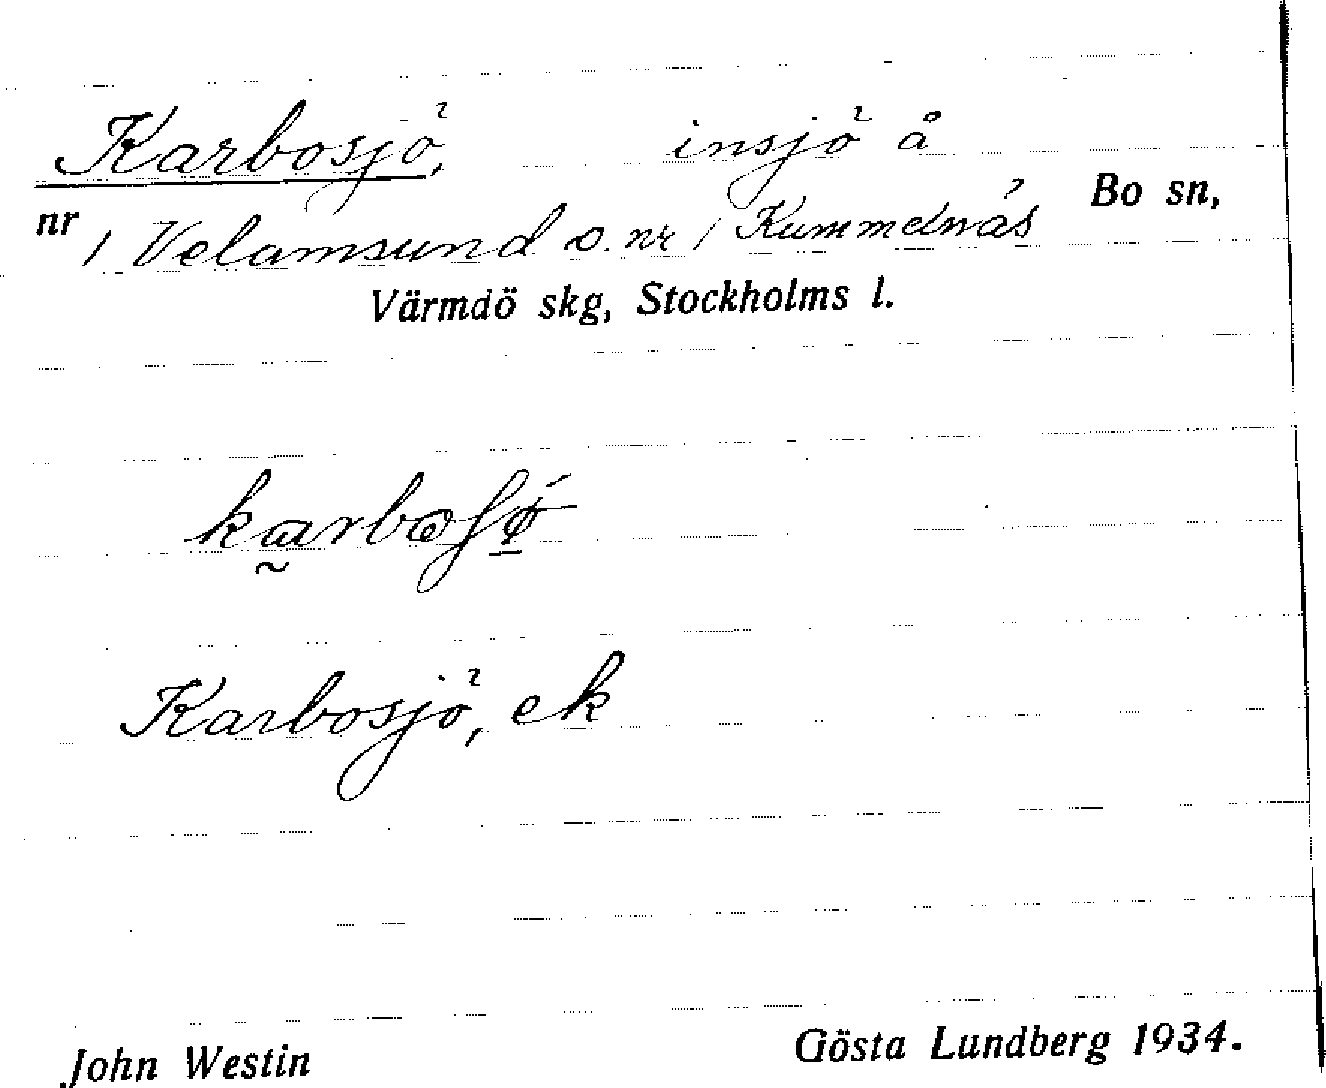 Karbosjö, insjö å
nr 1 Velamsund o. nr 1 Kummelnäs Bo sn,
Värmdö skg, Stockholms l.
Karbosjö, ek
John Westin Gösta Lundberg 1934.